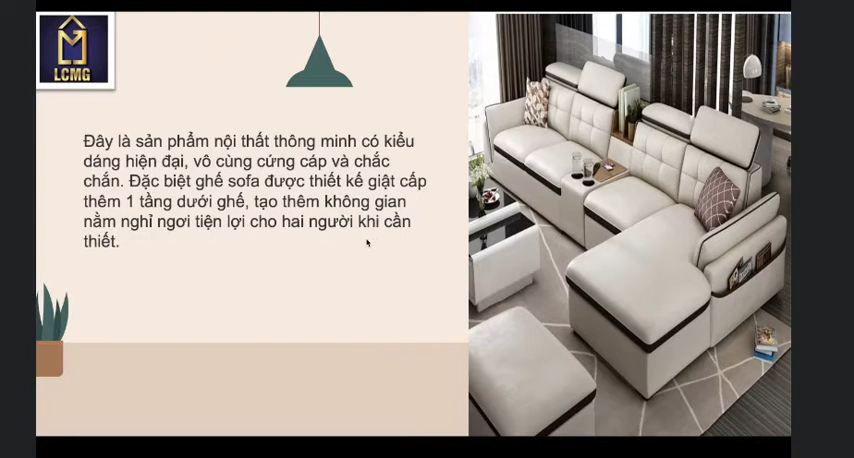 LCMG
Đây là sản phẩm nội thất thông minh có kiểu
dáng hiện đại, vô cùng cứng cáp và chắc
chắn. Đặc biệt ghế sofa được thiết kế giật cấp
thêm 1 tầng dưới ghế, tạo thêm không gian
nằm nghỉ ngơi tiện lợi cho hai người khi cần
thiết.